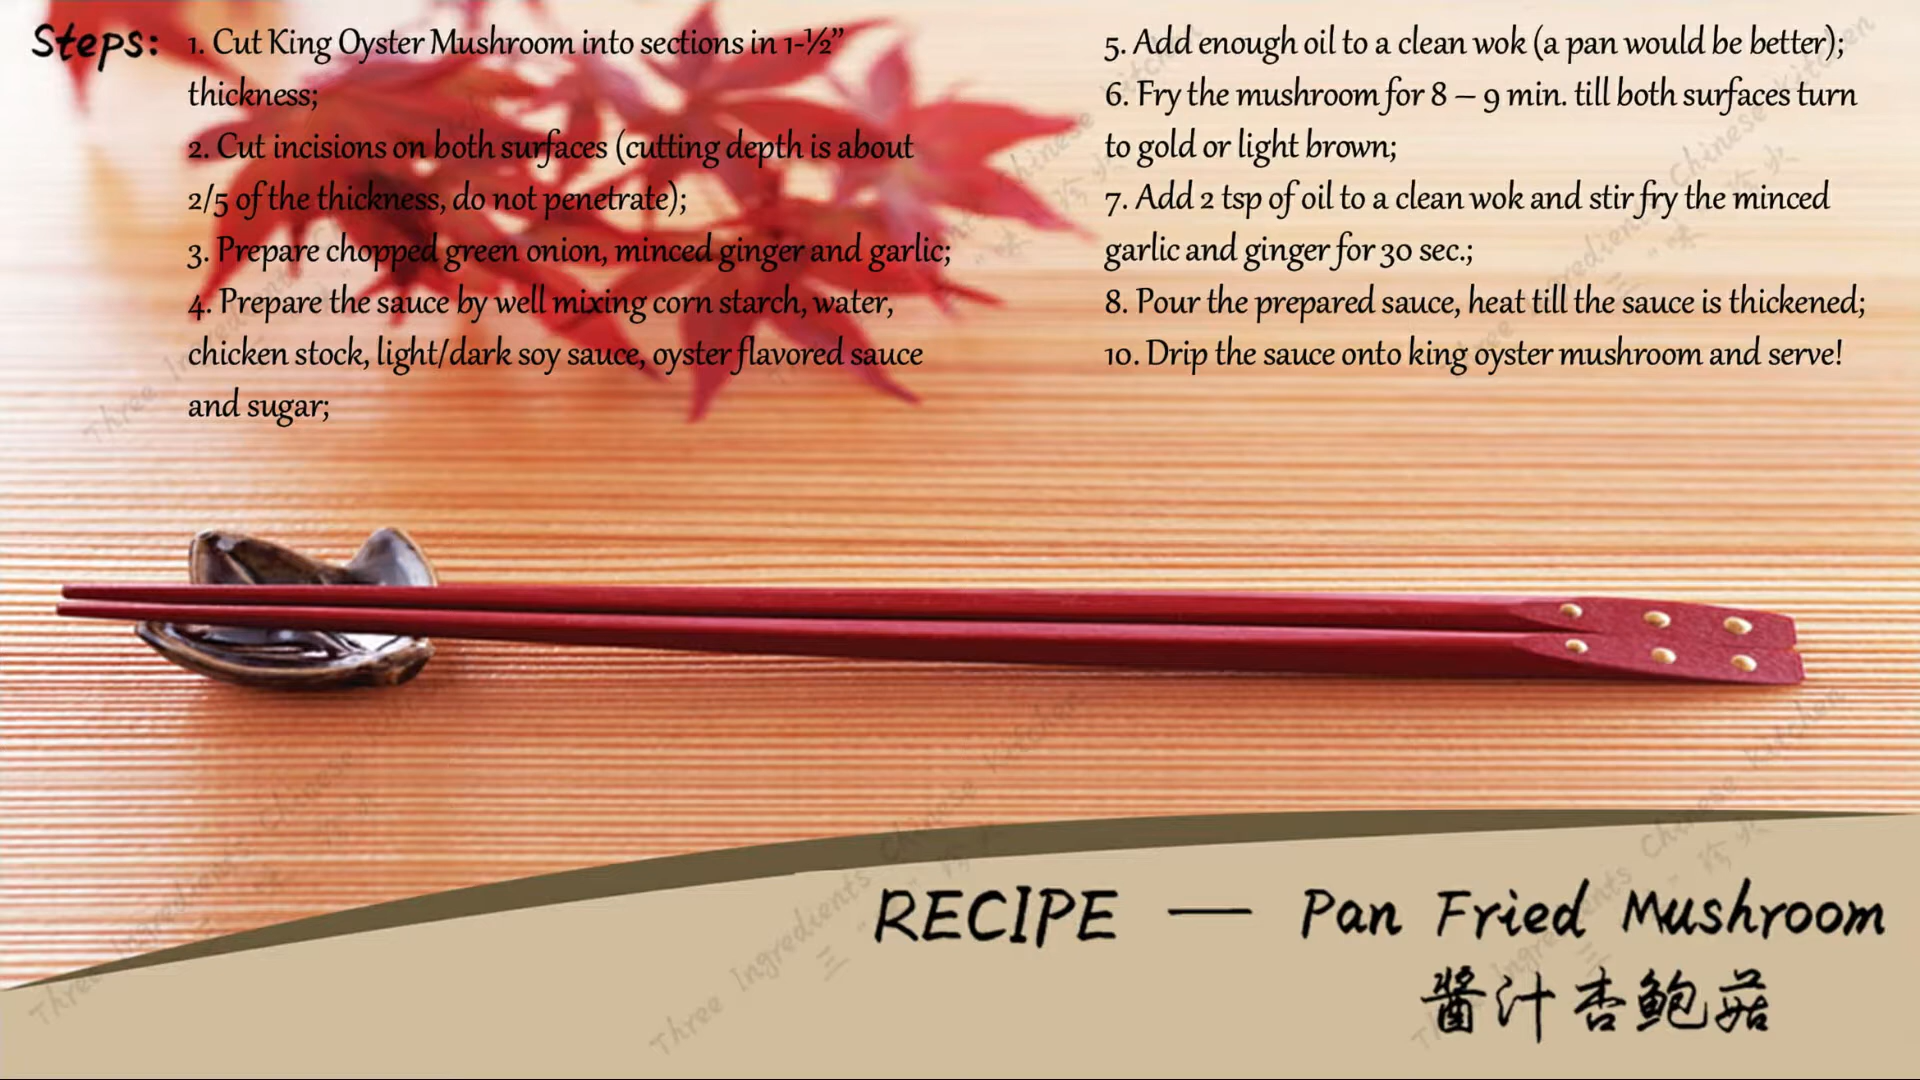 Steps:
1. Cut King Oyster Mushroom into sections in 1-½”
thickness;
2. Cut incisions on both surfaces (cutting depth is about
2/5 of the thickness, do not penetrate);
3. Prepare chopped green onion, minced ginger and garlic;
4. Prepare the sauce by well mixing corn starch, water,
chicken stock, light/dark soy sauce, oyster flavored sauce
and sugar;
5. Add enough oil to a clean wok (a pan would be better);
6. Fry the mushroom for 8 – 9 min. till both surfaces turn
to gold or light brown;
7. Add 2 tsp of oil to a clean wok and stir fry the minced
garlic and ginger for 30 sec.;
8. Pour the prepared sauce, heat till the sauce is thickened;
10. Drip the sauce onto king oyster mushroom and serve!
RECIPE — Pan Fried Mushroom
醬汁杏鲍菇
Three Ingredients Chinese Kitchen